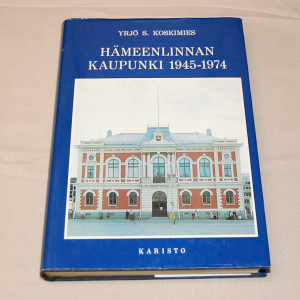 YRJÖ S. KOSKIMIES
HÄMEENLINNAN
KAUPUNKI 1945-1974
KARISTO